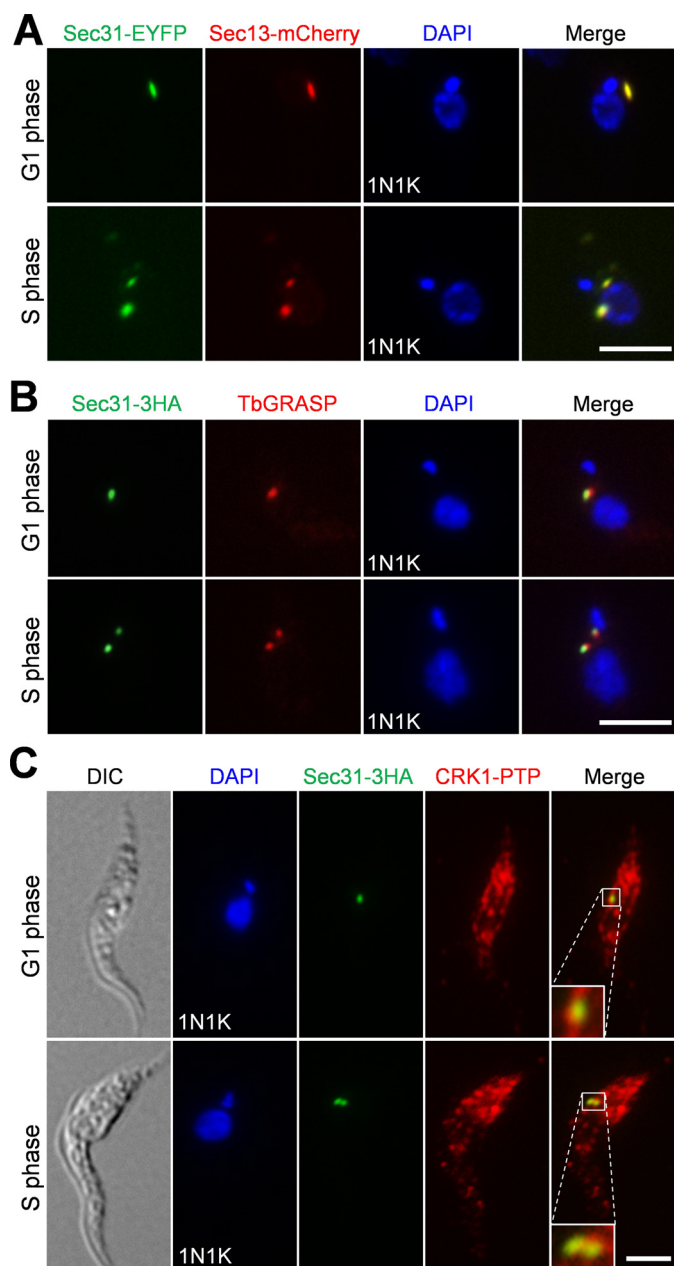 A
Sec31-EYFP Sec13-mCherry DAPI Merge
G1 phase
1N1K
S phase
1N1K
B
Sec31-3HA TbGRASP DAPI Merge
G1 phase
1N1K
S phase
1N1K
C
DIC DAPI Sec31-3HA CRK1-PTP Merge
G1 phase
1N1K
S phase
1N1K